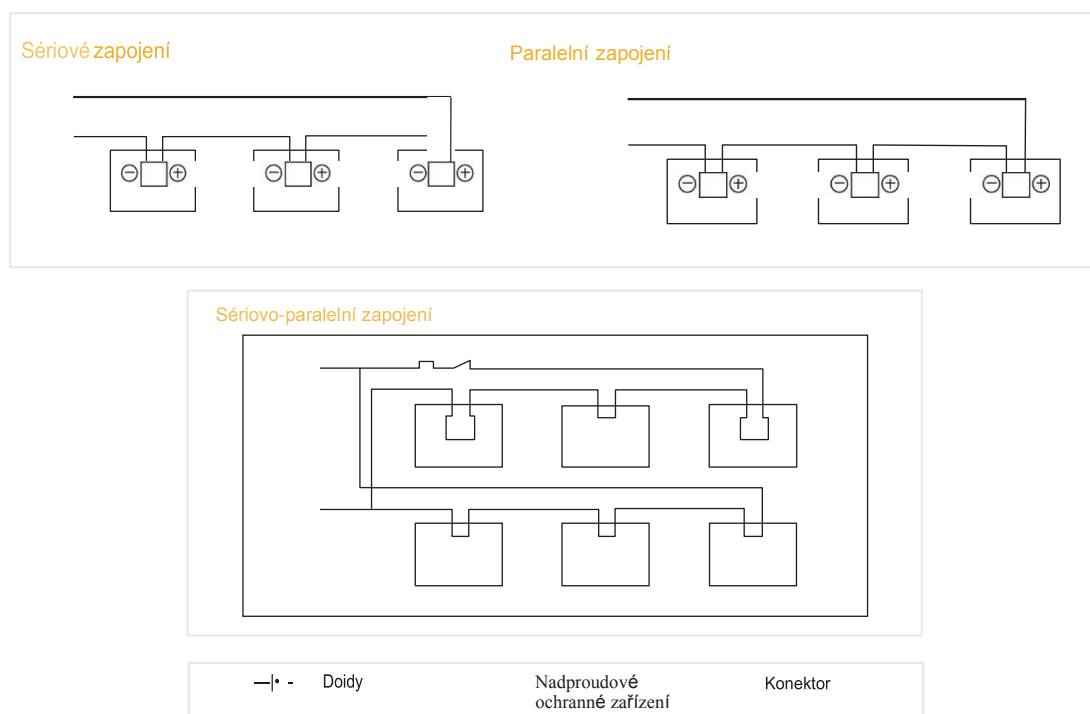 Sériové zapojení
Paralelní zapojení
Sériovo-paralelní zapojení
Doidy
Nadproudové
ochranné zařízení
Konektor